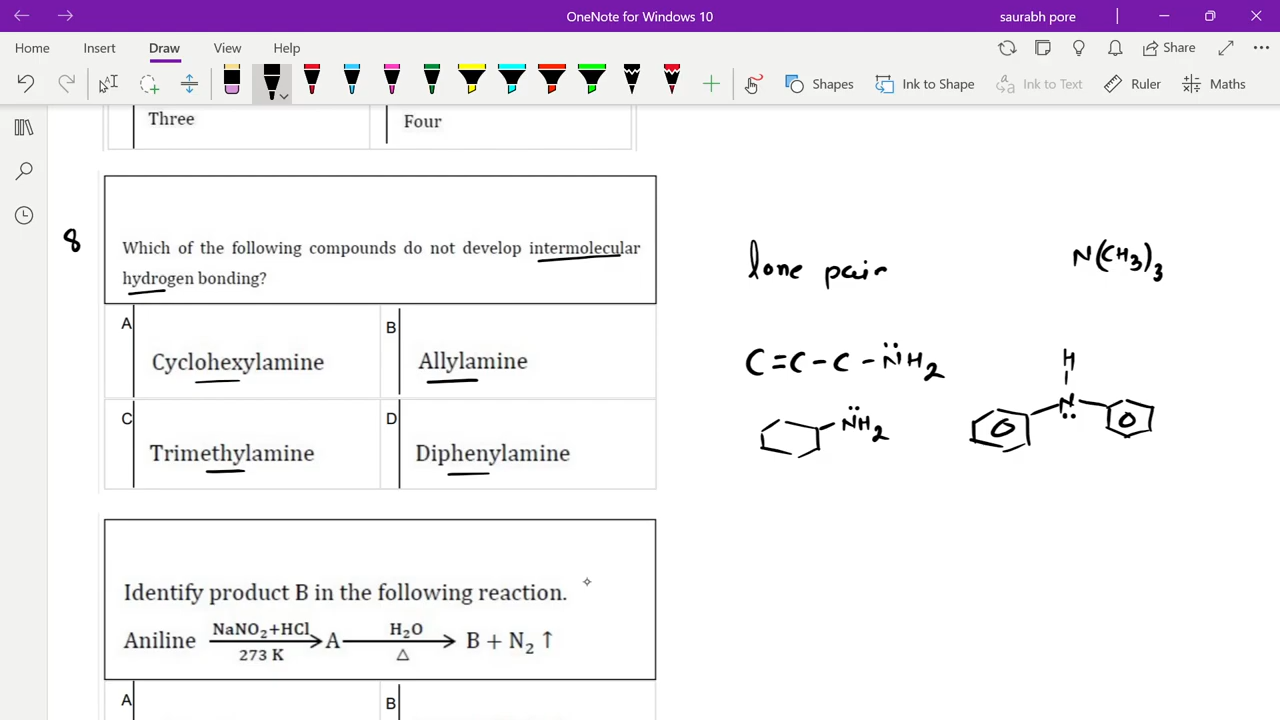 OneNote for Windows 10
saurabh pore
Home Insert Draw View Help
Share
Shapes Ink to Shape Ink to Text Ruler Maths
Three
Four
8
Which of the following compounds do not develop intermolecular
hydrogen bonding?
A
Cyclohexylamine
B
Allylamine
C
Trimethylamine
D
Diphenylamine
lone pair
N(CH3)3
C=C-C-N̈H2
N̈H2
H
N
Identify product B in the following reaction.
Aniline NaNO₂+HCl 273 K → A H₂O △ → B + N₂ ↑
A
B